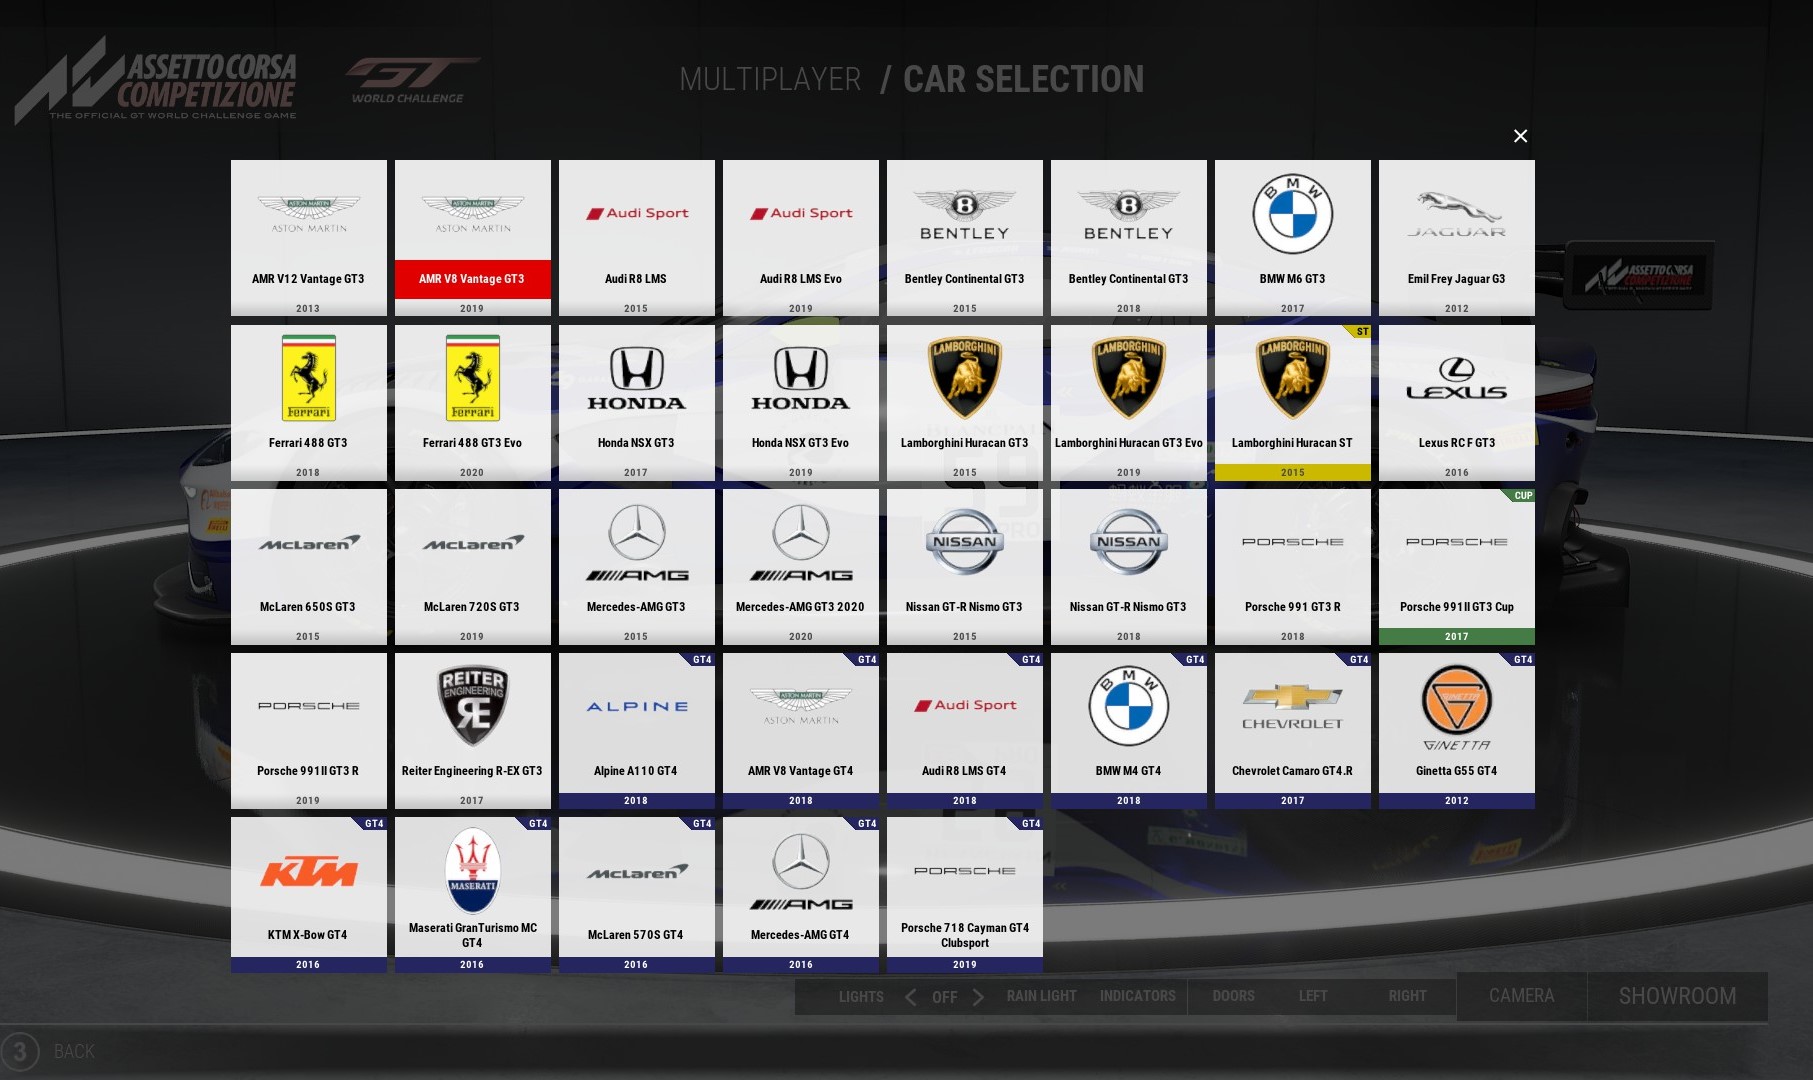 ASSETTO CORSA
COMPETIZIONE
THE OFFICIAL GT WORLD CHALLENGE GAME
GT
WORLD CHALLENGE
MULTIPLAYER / CAR SELECTION
ASTON MARTIN
ASTON MARTIN
AMR V12 Vantage GT3
2013
ASTON MARTIN
ASTON MARTIN
AMR V8 Vantage GT3
2019
Audi Sport
Audi R8 LMS
2015
Audi Sport
Audi R8 LMS Evo
2019
B
BENTLEY
Bentley Continental GT3
2015
B
BENTLEY
Bentley Continental GT3
2018
BMW
BMW M6 GT3
2017
JAGUAR
Emil Frey Jaguar G3
2012
ASSETTO CORSA
COMPETIZIONE
Ferrari
Ferrari 488 GT3
2018
Ferrari
Ferrari 488 GT3 Evo
2020
HONDA
Honda NSX GT3
2017
HONDA
Honda NSX GT3 Evo
2019
LAMBORGHINI
Lamborghini Huracan GT3
2015
LAMBORGHINI
Lamborghini Huracan GT3 Evo
2019
ST
LAMBORGHINI
Lamborghini Huracan ST
2015
LEXUS
Lexus RC F GT3
2016
McLaren
McLaren 650S GT3
2015
McLaren
McLaren 720S GT3
2019
AMG
Mercedes-AMG GT3
2015
AMG
Mercedes-AMG GT3 2020
2020
NISSAN
Nissan GT-R Nismo GT3
2015
NISSAN
Nissan GT-R Nismo GT3
2018
PORSCHE
Porsche 991 GT3 R
2018
CUP
PORSCHE
Porsche 991II GT3 Cup
2017
PORSCHE
Porsche 991II GT3 R
2019
REITER
ENGINEERING
RE
Reiter Engineering R-EX GT3
2017
GT4
ALPINE
Alpine A110 GT4
2018
GT4
ASTON MARTIN
ASTON MARTIN
AMR V8 Vantage GT4
2018
GT4
Audi Sport
Audi R8 LMS GT4
2018
GT4
BMW
BMW M4 GT4
2018
GT4
CHEVROLET
Chevrolet Camaro GT4.R
2017
GT4
GINETTA
GINETTA
Ginetta G55 GT4
2012
GT4
KTM
KTM X-Bow GT4
2016
GT4
MASERATI
Maserati GranTurismo MC
GT4
2016
GT4
McLaren
McLaren 570S GT4
2016
GT4
AMG
Mercedes-AMG GT4
2016
GT4
PORSCHE
Porsche 718 Cayman GT4
Clubsport
2019
LIGHTS < OFF > RAIN LIGHT INDICATORS DOORS LEFT RIGHT CAMERA SHOWROOM
3 BACK